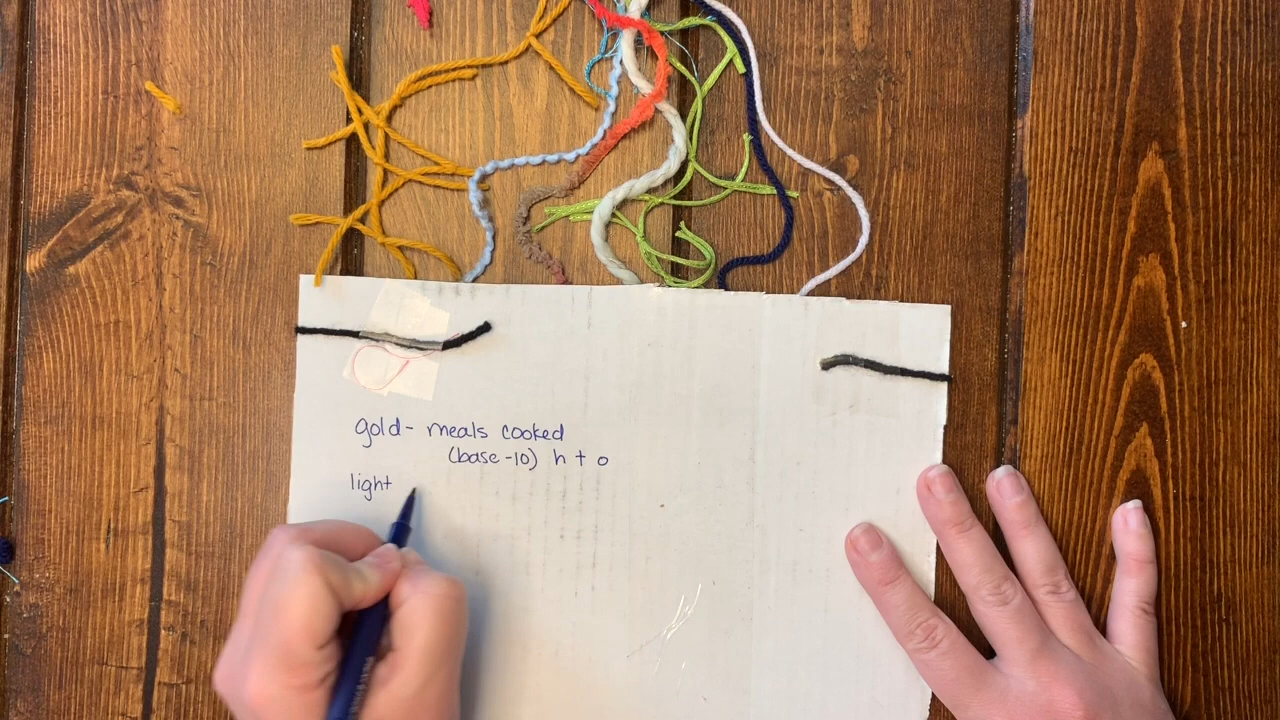 gold- meals cooked
(base-10) h t o
light